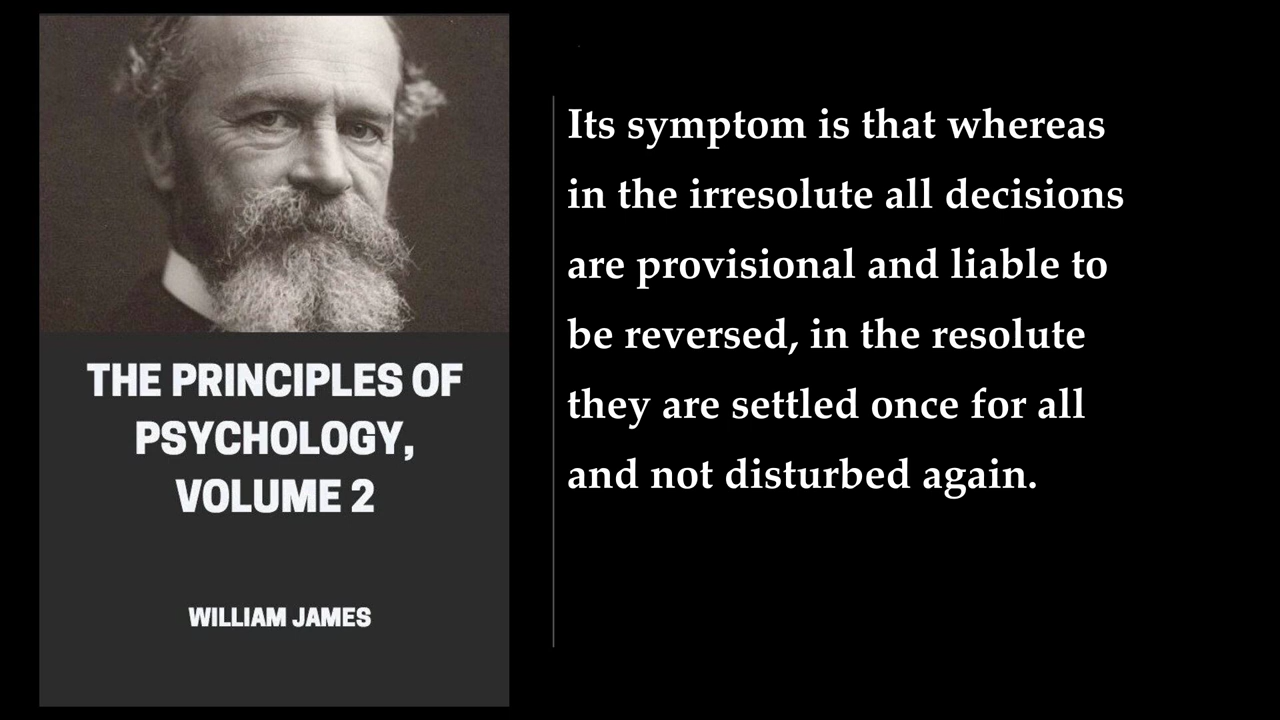 THE PRINCIPLES OF
PSYCHOLOGY,
VOLUME 2
WILLIAM JAMES
Its symptom is that whereas
in the irresolute all decisions
are provisional and liable to
be reversed, in the resolute
they are settled once for all
and not disturbed again.